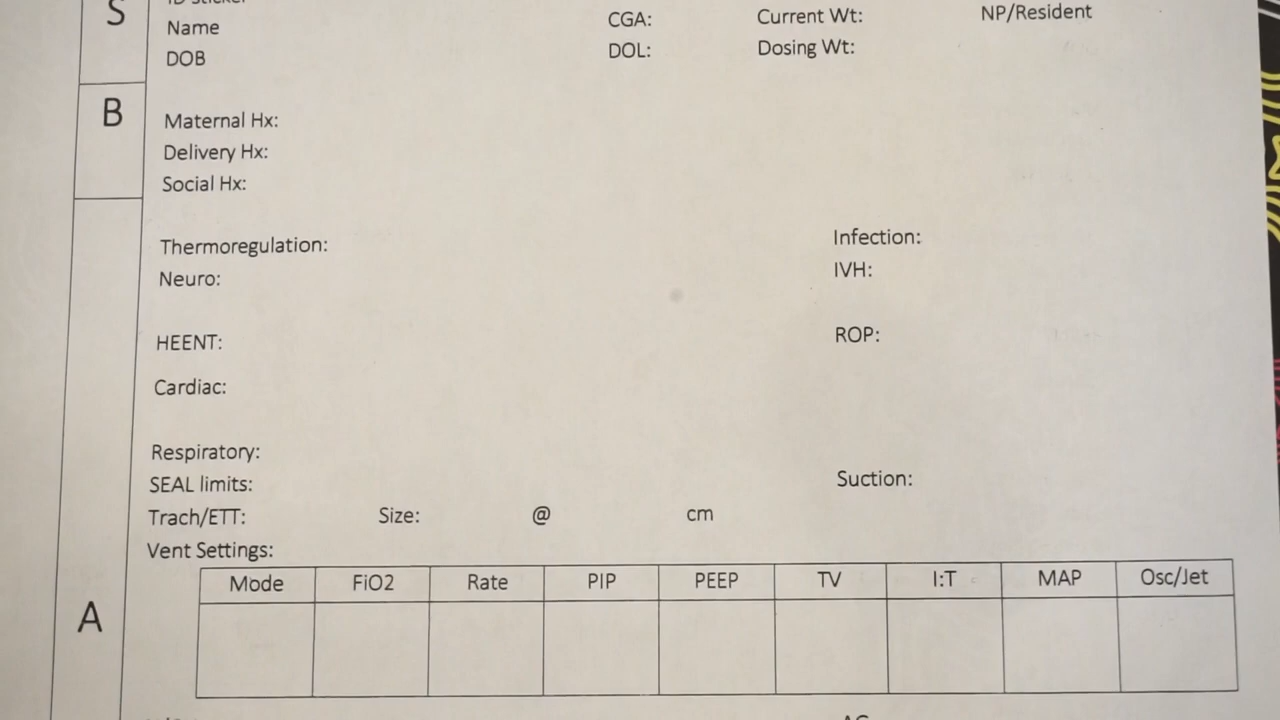 S
ID Sticker
Name CGA: Current Wt: NP/Resident
DOB DOL: Dosing Wt:
B
Maternal Hx:
Delivery Hx:
Social Hx:
Thermoregulation: Infection:
Neuro: IVH:
HEENT: ROP:
Cardiac:
Respiratory:
SEAL limits: Suction:
Trach/ETT: Size: @ cm
Vent Settings:
Mode FiO2 Rate PIP PEEP TV I:T MAP Osc/Jet
A